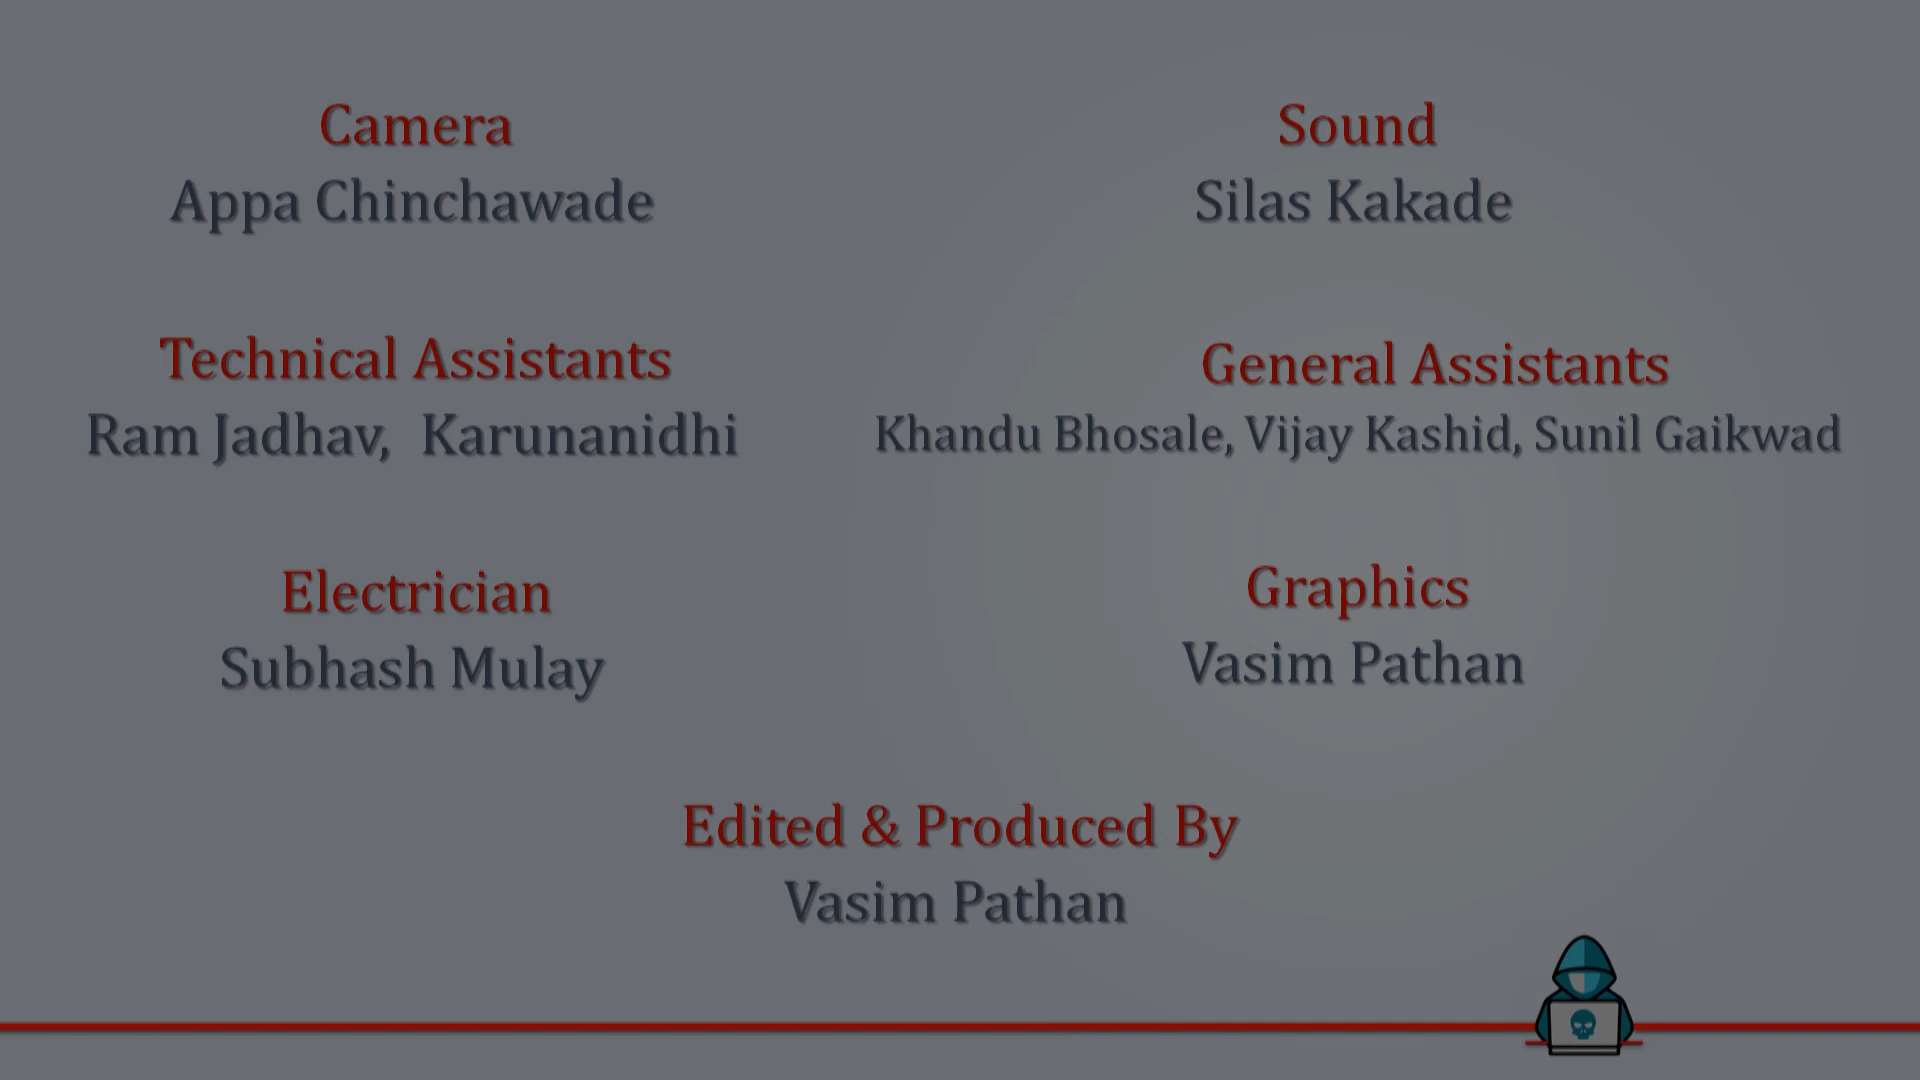 Camera
Appa Chinchawade
Sound
Silas Kakade
Technical Assistants
Ram Jadhav, Karunanidhi
General Assistants
Khandu Bhosale, Vijay Kashid, Sunil Gaikwad
Electrician
Subhash Mulay
Graphics
Vasim Pathan
Edited & Produced By
Vasim Pathan